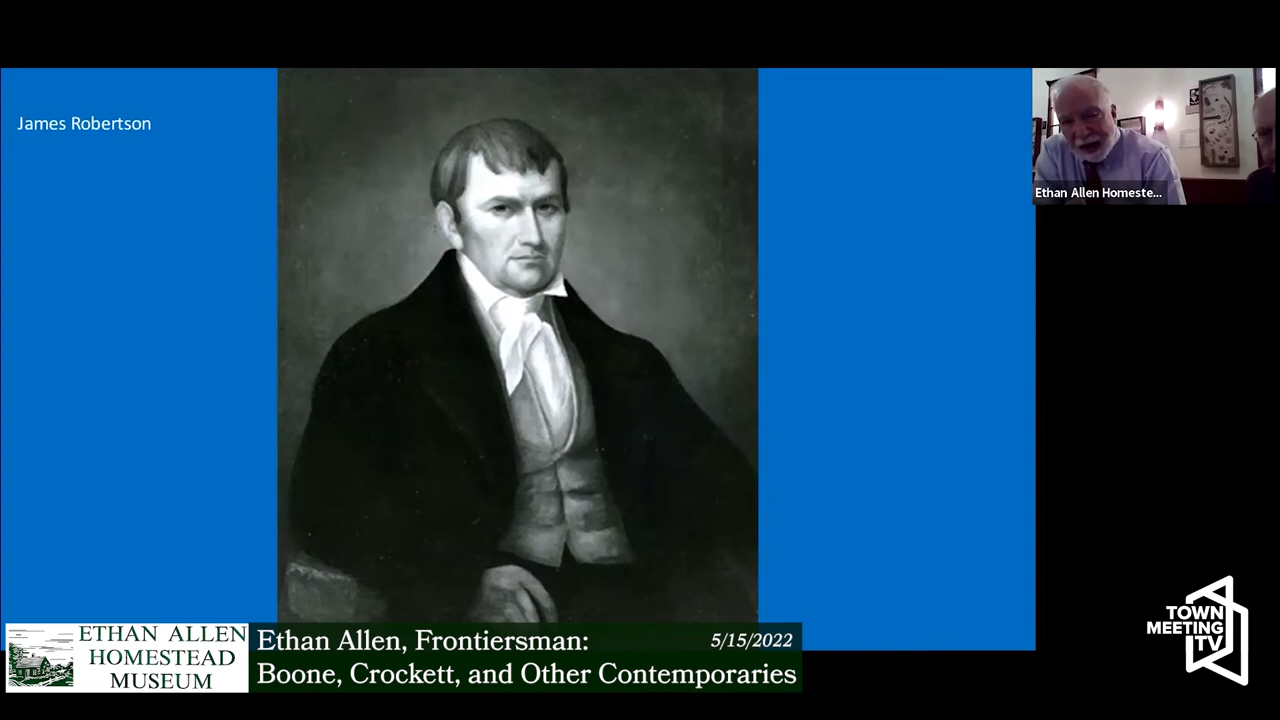 James Robertson
Ethan Allen Homeste...
ETHAN ALLEN
HOMESTEAD
MUSEUM
Ethan Allen, Frontiersman:
5/15/2022
Boone, Crockett, and Other Contemporaries
TOWN
MEETING
TV